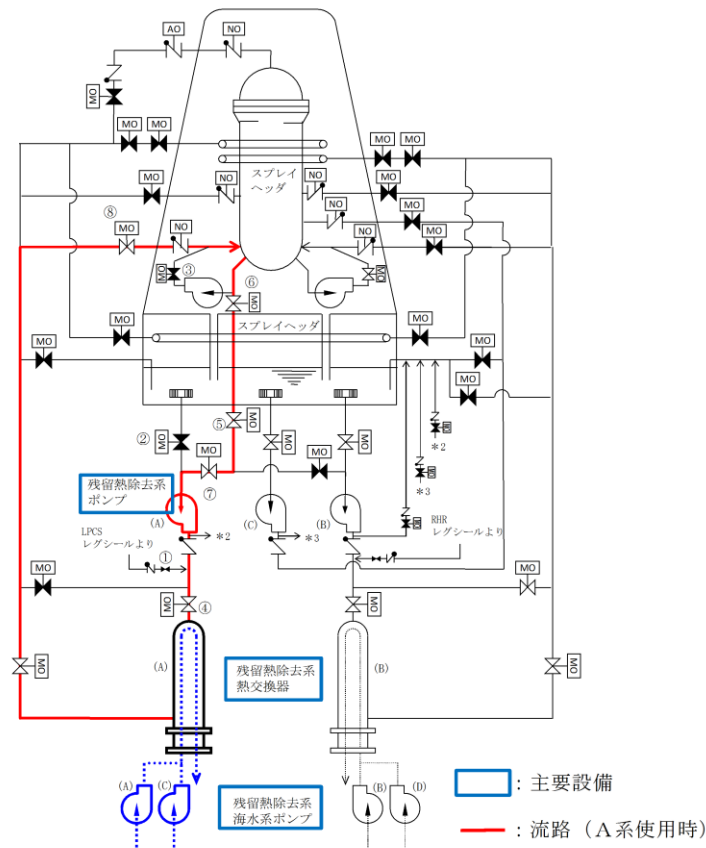 AO
NO
MO
MO
MO
MO
MO
スプレイ
ヘッダ
MO
NO
NO
MO
NO
MO
⑧
MO
NO
NO
MO
③
MO
⑥
MO
MO
スプレイヘッダ
MO
MO
MO
MO
MO
②
MO
⑤
MO
MO
MO
*2
MO
⑦
MO
*3
残留熱除去系
ポンプ
(A)
(C)
(B)
*2
*3
LPCS
レグシールより
RHR
レグシールより
①
MO
MO
MO
④
MO
(A)
残留熱除去系
熱交換器
(B)
MO
MO
(A)
(C)
残留熱除去系
海水系ポンプ
(B)
(D)
：主要設備
：流路（A系使用時）